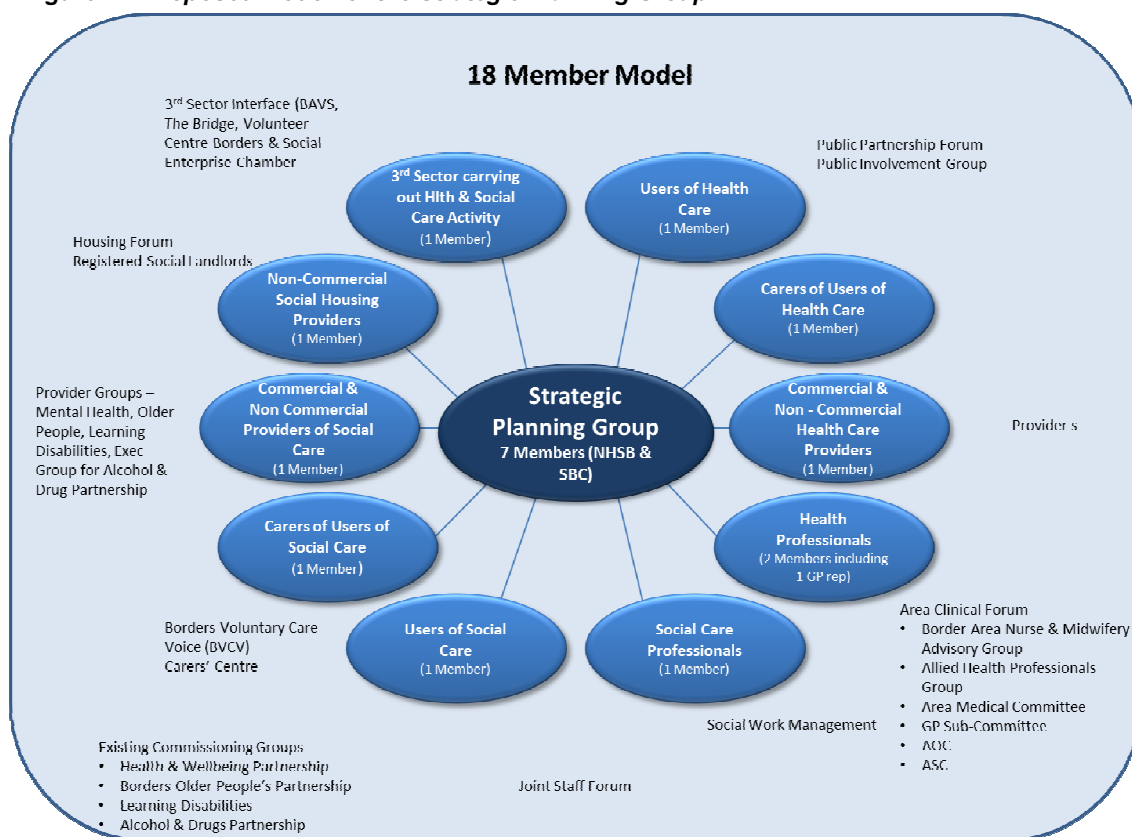 18 Member Model
3rd Sector Interface (BAVS,
The Bridge, Volunteer
Centre Borders & Social
Enterprise Chamber
Public Partnership Forum
Public Involvement Group
3rd Sector carrying
out Hlth & Social
Care Activity
(1 Member)
Users of Health
Care
(1 Member)
Housing Forum
Registered Social Landlords
Non-Commercial
Social Housing
Providers
(1 Member)
Carers of Users of
Health Care
(1 Member)
Provider Groups –
Mental Health, Older
People, Learning
Disabilities, Exec
Group for Alcohol &
Drug Partnership
Commercial &
Non Commercial
Providers of Social
Care
(1 Member)
Strategic
Planning Group
7 Members (NHSB &
SBC)
Commercial &
Non - Commercial
Health Care
Providers
(1 Member)
Provider s
Carers of Users of
Social Care
(1 Member)
Health
Professionals
(2 Members including
1 GP rep)
Borders Voluntary Care
Voice (BVCV)
Carers' Centre
Users of Social
Care
(1 Member)
Social Care
Professionals
(1 Member)
Area Clinical Forum
• Border Area Nurse & Midwifery
Advisory Group
• Allied Health Professionals
Group
• Area Medical Committee
• GP Sub-Committee
• AOC
• ASC
Social Work Management
Existing Commissioning Groups
• Health & Wellbeing Partnership
• Borders Older People's Partnership
• Learning Disabilities
• Alcohol & Drugs Partnership
Joint Staff Forum